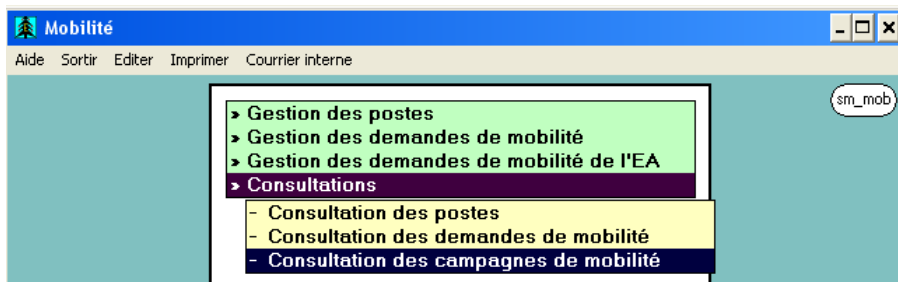 Mobilité
Aide Sortir Editer Imprimer Courrier interne
sm_mob
» Gestion des postes
» Gestion des demandes de mobilité
» Gestion des demandes de mobilité de l'EA
» Consultations
- Consultation des postes
- Consultation des demandes de mobilité
- Consultation des campagnes de mobilité